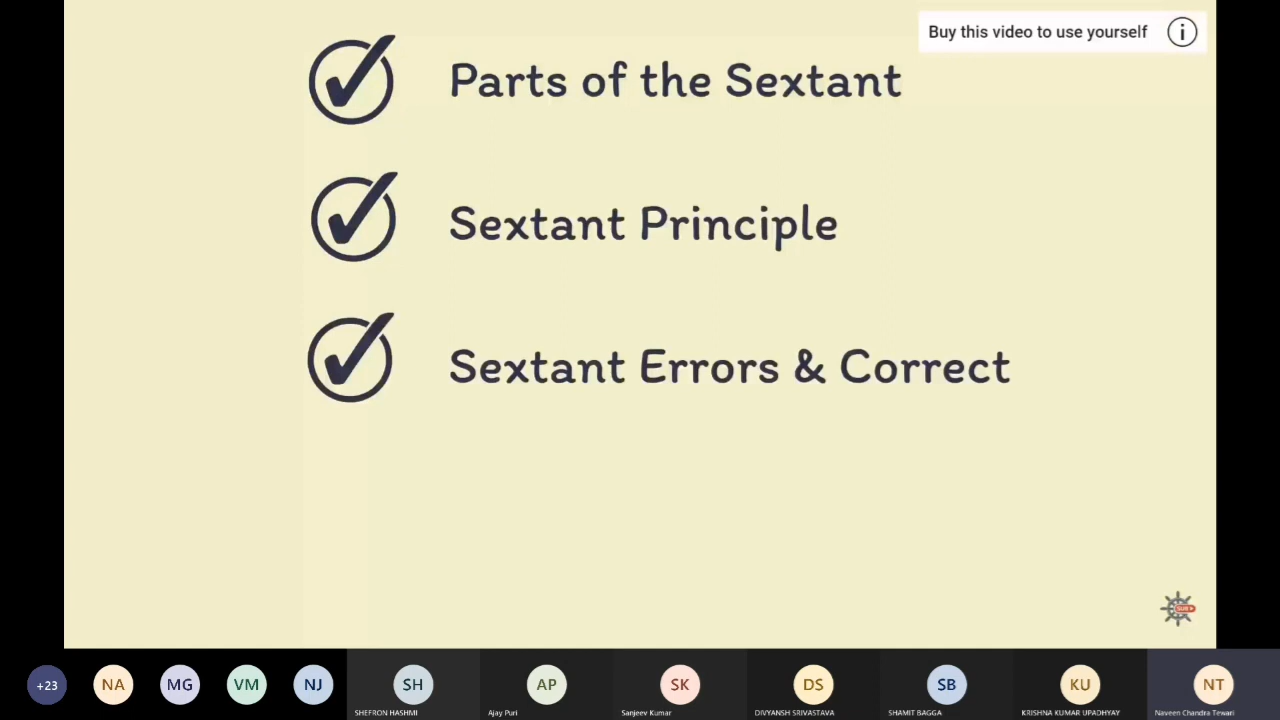 Buy this video to use yourself
Parts of the Sextant
Sextant Principle
Sextant Errors & Correct
SUB
+23
NA
MG
VM
NJ
SH
AP
SK
DS
SB
KU
NT
SHEFRON HASHMI
Ajay Puri
Sanjeev Kumar
DIVYANSH SRIVASTAVA
SHAMIT BAGGA
KRISHNA KUMAR UPADHYAY
Naveen Chandra Tewari